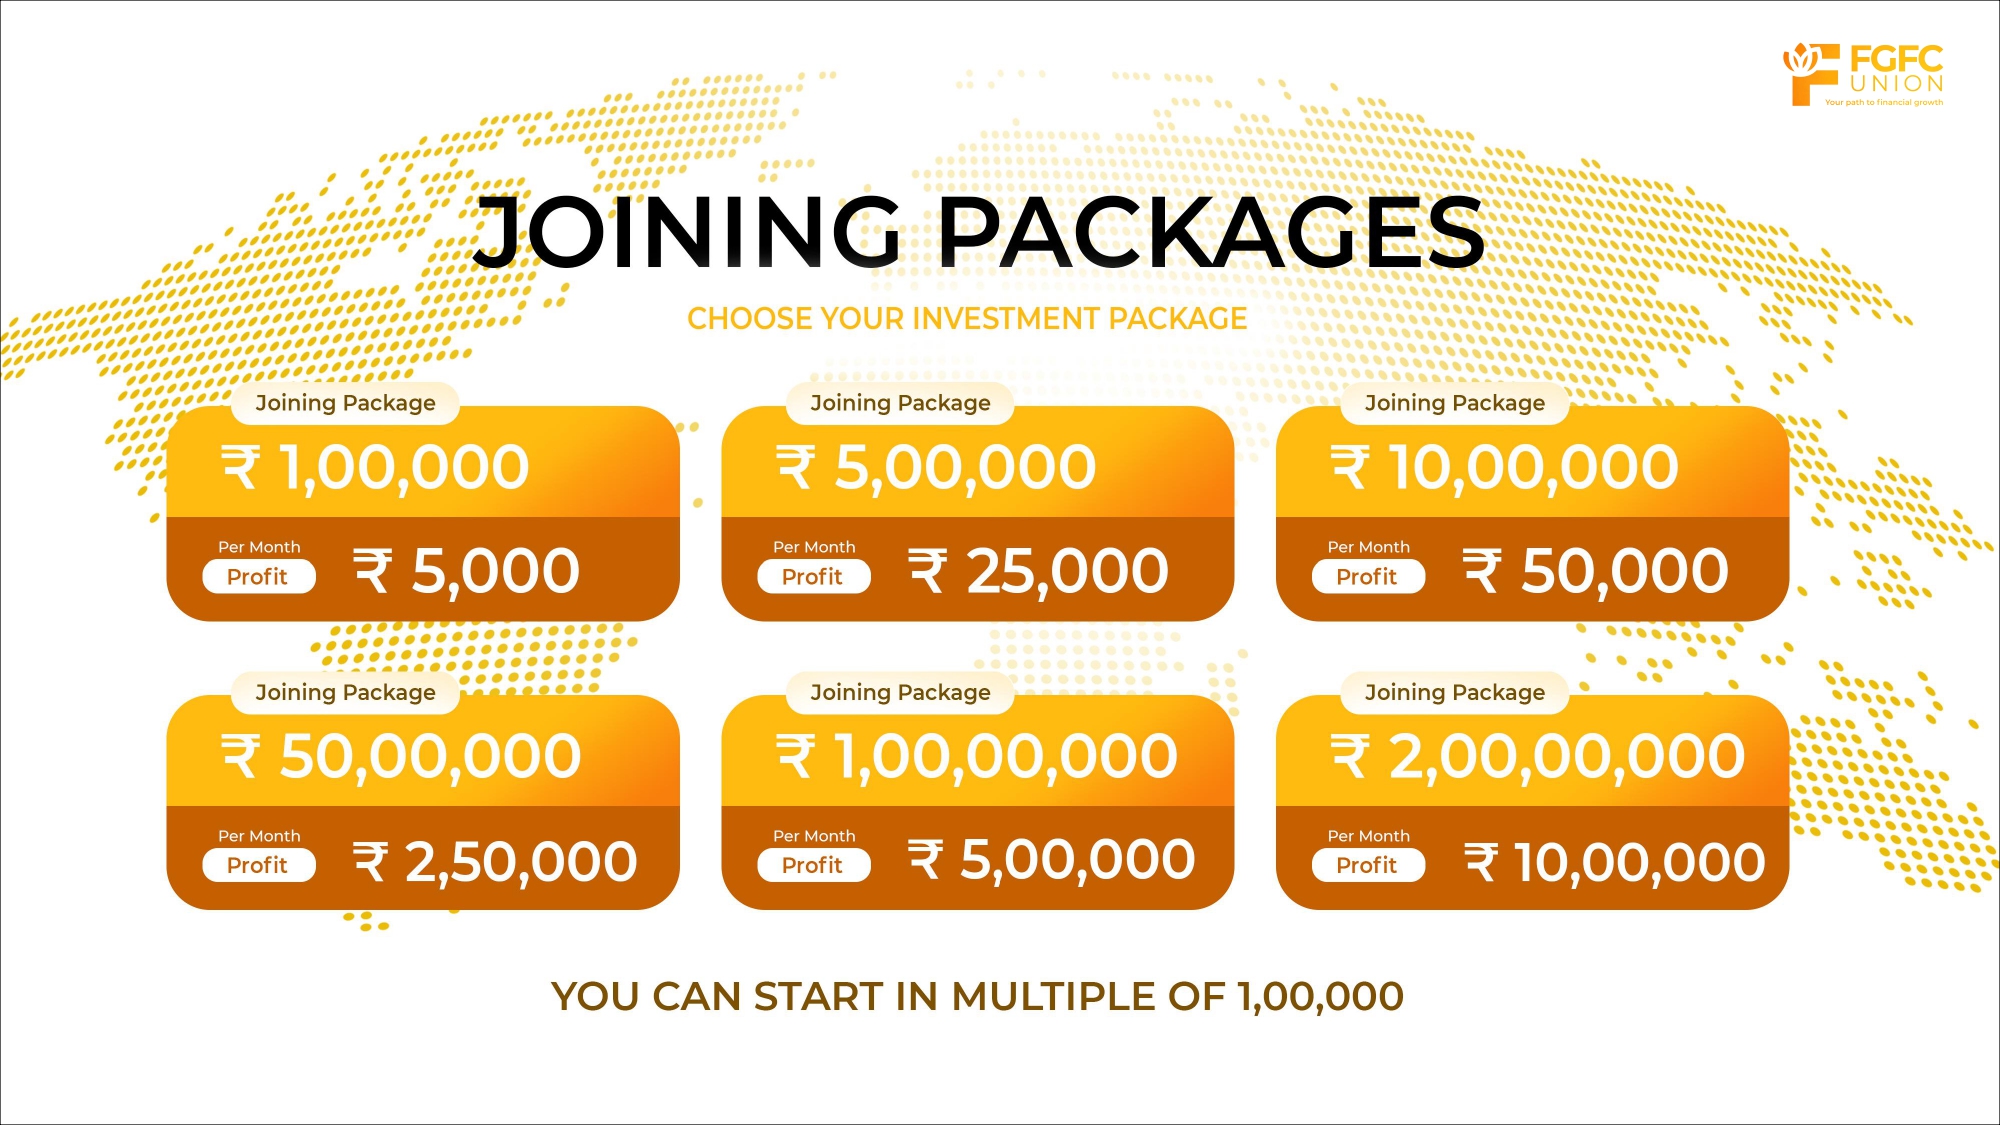 FGFC
UNION
Your path to financial growth
JOINING PACKAGES
CHOOSE YOUR INVESTMENT PACKAGE
Joining Package
₹ 1,00,000
Per Month
Profit
₹ 5,000
Joining Package
₹ 5,00,000
Per Month
Profit
₹ 25,000
Joining Package
₹ 10,00,000
Per Month
Profit
₹ 50,000
Joining Package
₹ 50,00,000
Per Month
Profit
₹ 2,50,000
Joining Package
₹ 1,00,00,000
Per Month
Profit
₹ 5,00,000
Joining Package
₹ 2,00,00,000
Per Month
Profit
₹ 10,00,000
YOU CAN START IN MULTIPLE OF 1,00,000